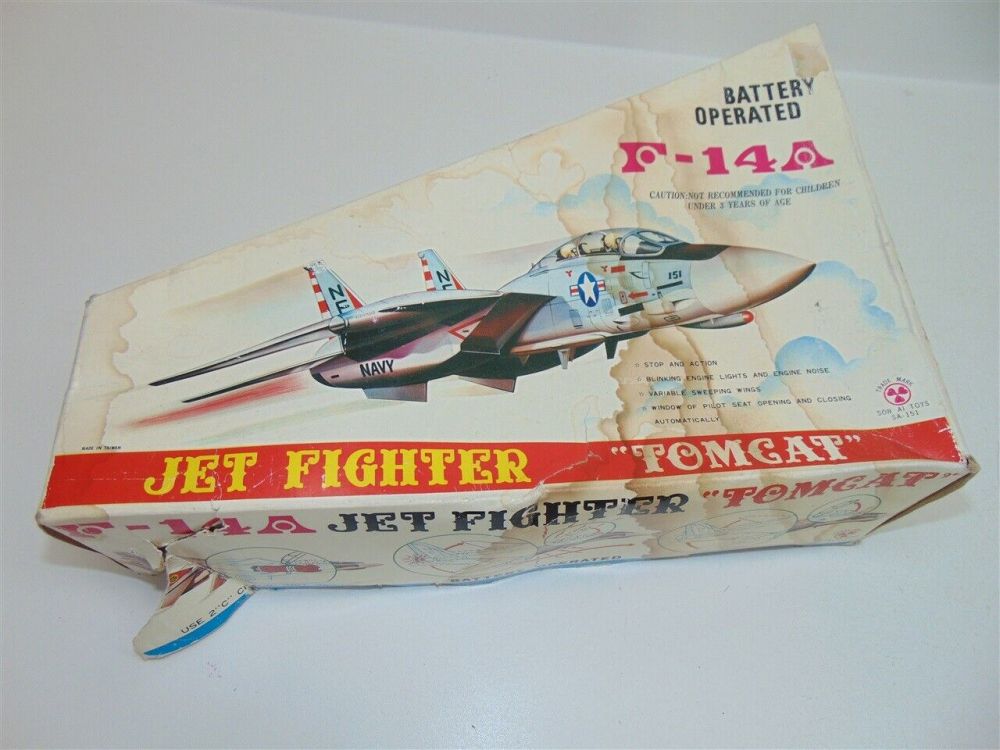 BATTERY
OPERATED
F-14A
CAUTION:NOT RECOMMENDED FOR CHILDREN
UNDER 3 YEARS OF AGE
151
NAVY
☆ STOP AND ACTION
☆ BLINKING ENGINE LIGHTS AND ENGINE NOISE
☆ VARIABLE SWEEPING WINGS
☆ WINDOW OF PILOT SEAT OPENING AND CLOSING
AUTOMATICALLY
TRADE MARK
SON AI TOYS
SA-151
MADE IN TAIWAN
JET FIGHTER "TOMCAT"
F-14A JET FIGHTER "TOMCAT"
BATTERY OPERATED
USE 2"C"